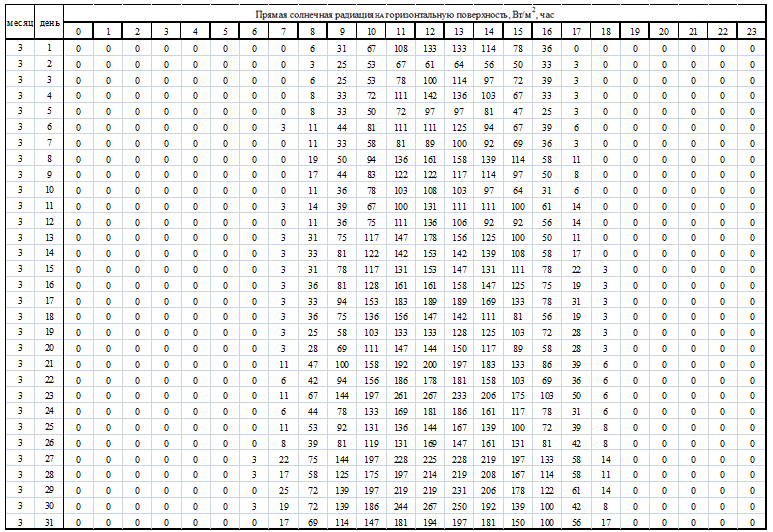 Прямая солнечная радиация на горизонтальную поверхность, Вт/м², час
месяц день 0 1 2 3 4 5 6 7 8 9 10 11 12 13 14 15 16 17 18 19 20 21 22 23
3 1 0 0 0 0 0 0 0 0 6 31 67 108 133 133 114 78 36 0 0 0 0 0 0 0
3 2 0 0 0 0 0 0 0 0 3 25 53 67 61 64 56 50 33 3 0 0 0 0 0 0
3 3 0 0 0 0 0 0 0 0 6 25 53 78 100 114 97 72 39 3 0 0 0 0 0 0
3 4 0 0 0 0 0 0 0 0 8 33 72 111 142 136 103 67 33 3 0 0 0 0 0 0
3 5 0 0 0 0 0 0 0 0 8 33 50 72 97 97 81 47 25 3 0 0 0 0 0 0
3 6 0 0 0 0 0 0 0 3 11 44 81 111 111 125 94 67 39 6 0 0 0 0 0 0
3 7 0 0 0 0 0 0 0 0 11 33 58 81 89 100 92 69 36 3 0 0 0 0 0 0
3 8 0 0 0 0 0 0 0 0 19 50 94 136 161 158 139 114 58 11 0 0 0 0 0 0
3 9 0 0 0 0 0 0 0 0 17 44 83 122 122 117 114 97 50 8 0 0 0 0 0 0
3 10 0 0 0 0 0 0 0 0 11 36 78 103 108 103 97 64 31 6 0 0 0 0 0 0
3 11 0 0 0 0 0 0 0 3 14 39 67 100 131 111 111 100 61 14 0 0 0 0 0 0
3 12 0 0 0 0 0 0 0 0 11 36 75 111 136 106 92 92 56 14 0 0 0 0 0 0
3 13 0 0 0 0 0 0 0 3 31 75 117 147 178 156 125 100 50 11 0 0 0 0 0 0
3 14 0 0 0 0 0 0 0 3 33 81 122 142 153 142 139 108 58 17 0 0 0 0 0 0
3 15 0 0 0 0 0 0 0 3 31 78 117 131 153 147 131 111 78 22 3 0 0 0 0 0
3 16 0 0 0 0 0 0 0 3 36 81 128 161 161 158 147 125 75 19 3 0 0 0 0 0
3 17 0 0 0 0 0 0 0 3 33 94 153 183 189 189 169 133 78 31 3 0 0 0 0 0
3 18 0 0 0 0 0 0 0 3 36 75 136 156 147 142 111 81 56 19 3 0 0 0 0 0
3 19 0 0 0 0 0 0 0 3 25 58 103 133 133 128 125 103 72 28 3 0 0 0 0 0
3 20 0 0 0 0 0 0 0 3 28 69 111 147 144 150 117 89 58 28 3 0 0 0 0 0
3 21 0 0 0 0 0 0 0 11 47 100 158 192 200 197 183 133 86 39 6 0 0 0 0 0
3 22 0 0 0 0 0 0 0 6 42 94 156 186 178 181 158 103 69 36 6 0 0 0 0 0
3 23 0 0 0 0 0 0 0 11 67 144 197 261 267 233 206 175 103 50 6 0 0 0 0 0
3 24 0 0 0 0 0 0 0 6 44 78 133 169 181 186 161 117 78 31 6 0 0 0 0 0
3 25 0 0 0 0 0 0 0 11 53 92 131 136 144 167 139 100 72 39 8 0 0 0 0 0
3 26 0 0 0 0 0 0 0 8 39 81 119 131 169 147 161 131 81 42 8 0 0 0 0 0
3 27 0 0 0 0 0 0 3 22 75 144 197 228 225 228 219 197 133 58 14 0 0 0 0 0
3 28 0 0 0 0 0 0 3 17 58 125 175 197 214 219 208 167 114 58 11 0 0 0 0 0
3 29 0 0 0 0 0 0 0 25 72 139 197 219 219 231 206 178 122 61 14 0 0 0 0 0
3 30 0 0 0 0 0 0 3 19 72 139 186 244 267 250 192 139 100 42 8 0 0 0 0 0
3 31 0 0 0 0 0 0 0 17 69 114 147 181 194 197 181 150 100 56 17 0 0 0 0 0